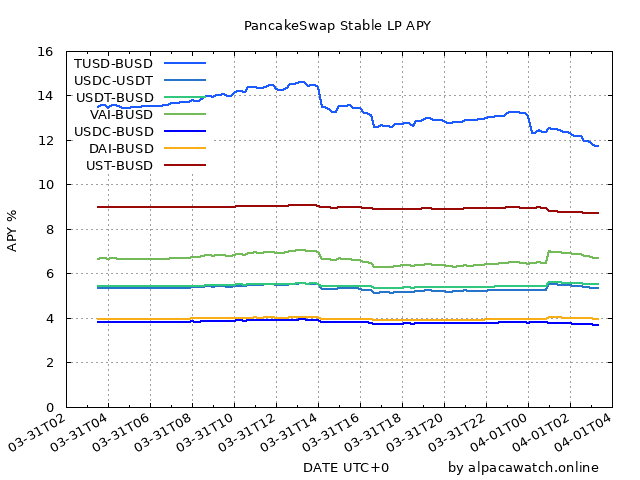 PancakeSwap Stable LP APY
16
14
12
10
8
6
4
2
0
APY %
TUSD-BUSD
USDC-USDT
USDT-BUSD
VAI-BUSD
USDC-BUSD
DAI-BUSD
UST-BUSD
03-31T02
03-31T04
03-31T06
03-31T08
03-31T10
03-31T12
03-31T14
03-31T16
03-31T18
03-31T20
03-31T22
04-01T00
04-01T02
04-01T04
DATE UTC+0
by alpacawatch.online